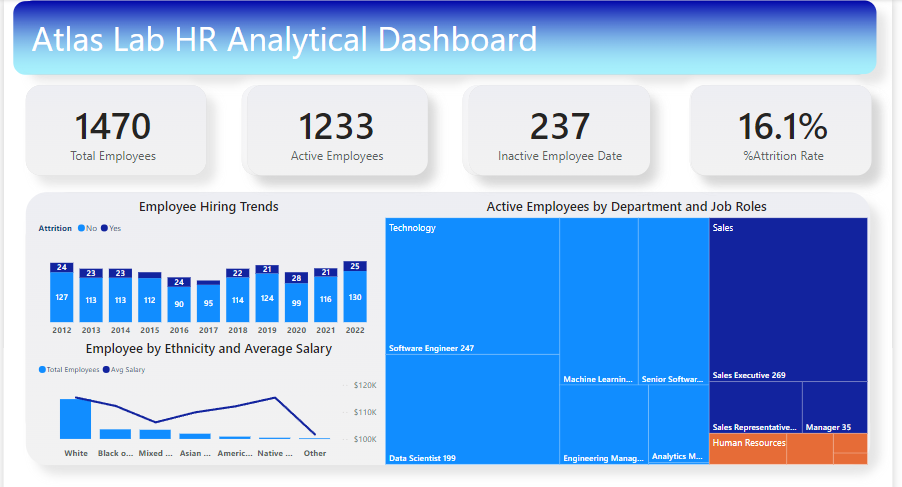 Atlas Lab HR Analytical Dashboard
1470
Total Employees
1233
Active Employees
237
Inactive Employee Date
16.1%
%Attrition Rate
Employee Hiring Trends
Attrition No Yes
24 23 23 24 22 21 28 21 25
127 113 113 112 90 95 114 124 99 116 130
2012 2013 2014 2015 2016 2017 2018 2019 2020 2021 2022
Employee by Ethnicity and Average Salary
Total Employees Avg Salary
$120K
$110K
$100K
White Black o... Mixed ... Asian ... Americ... Native ... Other
Active Employees by Department and Job Roles
Technology
Software Engineer 247
Data Scientist 199
Machine Learnin...
Senior Softwar...
Engineering Manag...
Analytics M...
Sales
Sales Executive 269
Sales Representative...
Manager 35
Human Resources